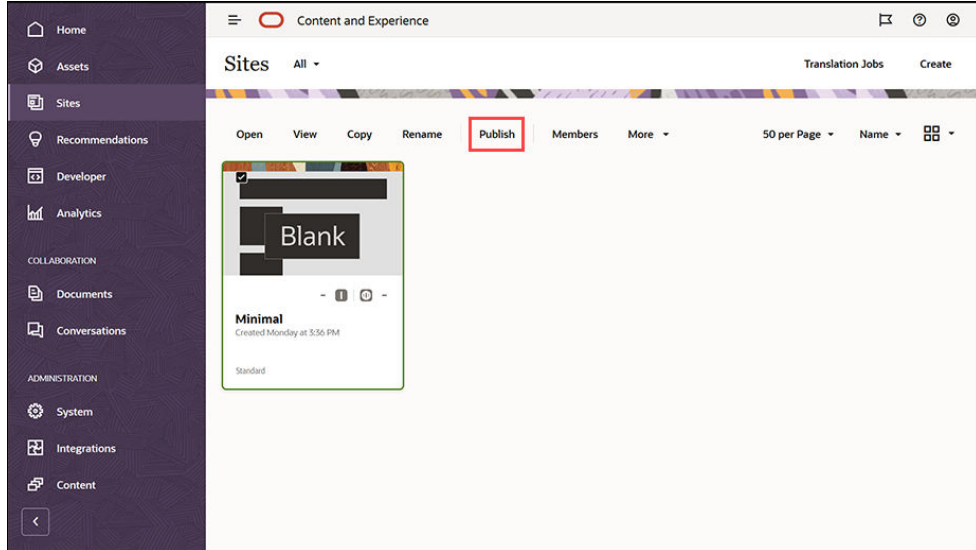 Content and Experience
Home
Assets
Sites
Recommendations
Developer
Analytics
COLLABORATION
Documents
Conversations
ADMINISTRATION
System
Integrations
Content
Sites All
Translation Jobs Create
Open View Copy Rename Publish Members More 50 per Page Name
Blank
Minimal
Created Monday at 3:36 PM
Standard